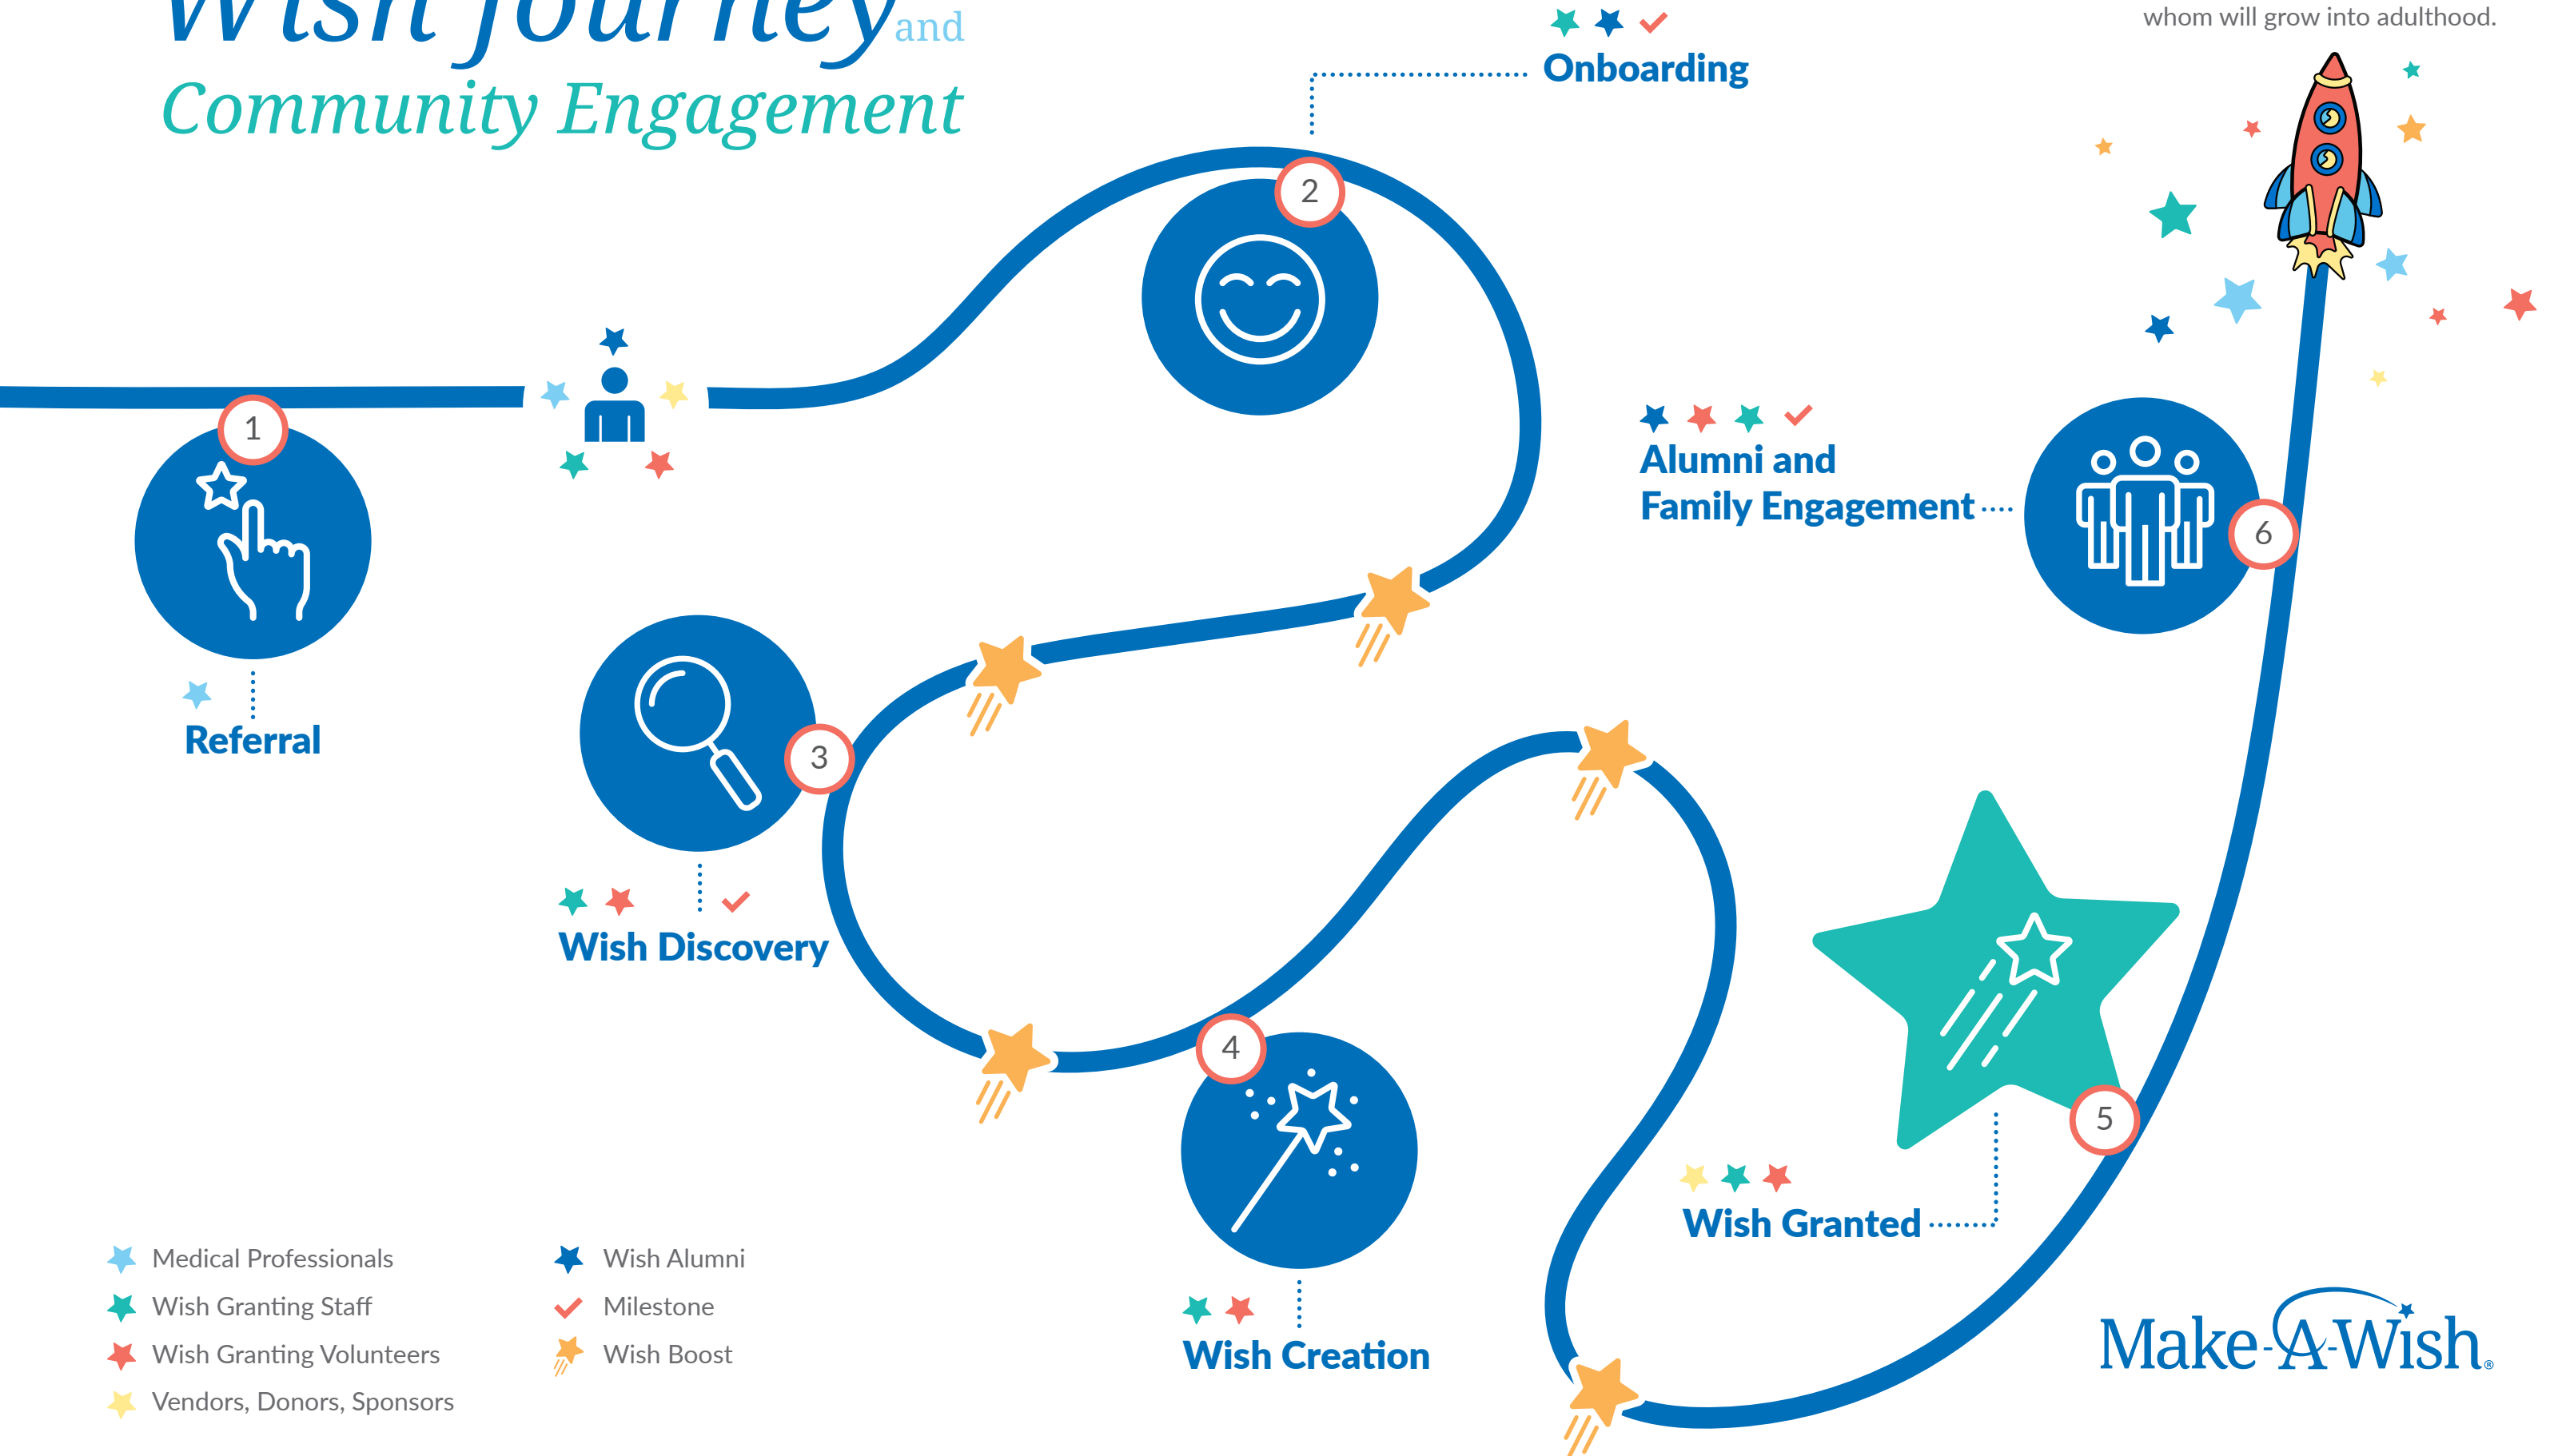 Wish Journey and
Community Engagement
whom will grow into adulthood.
1
Referral
2
Onboarding
3
Wish Discovery
4
Wish Creation
5
Wish Granted
6
Alumni and
Family Engagement
Medical Professionals
Wish Granting Staff
Wish Granting Volunteers
Vendors, Donors, Sponsors
Wish Alumni
Milestone
Wish Boost
Make-A-Wish®